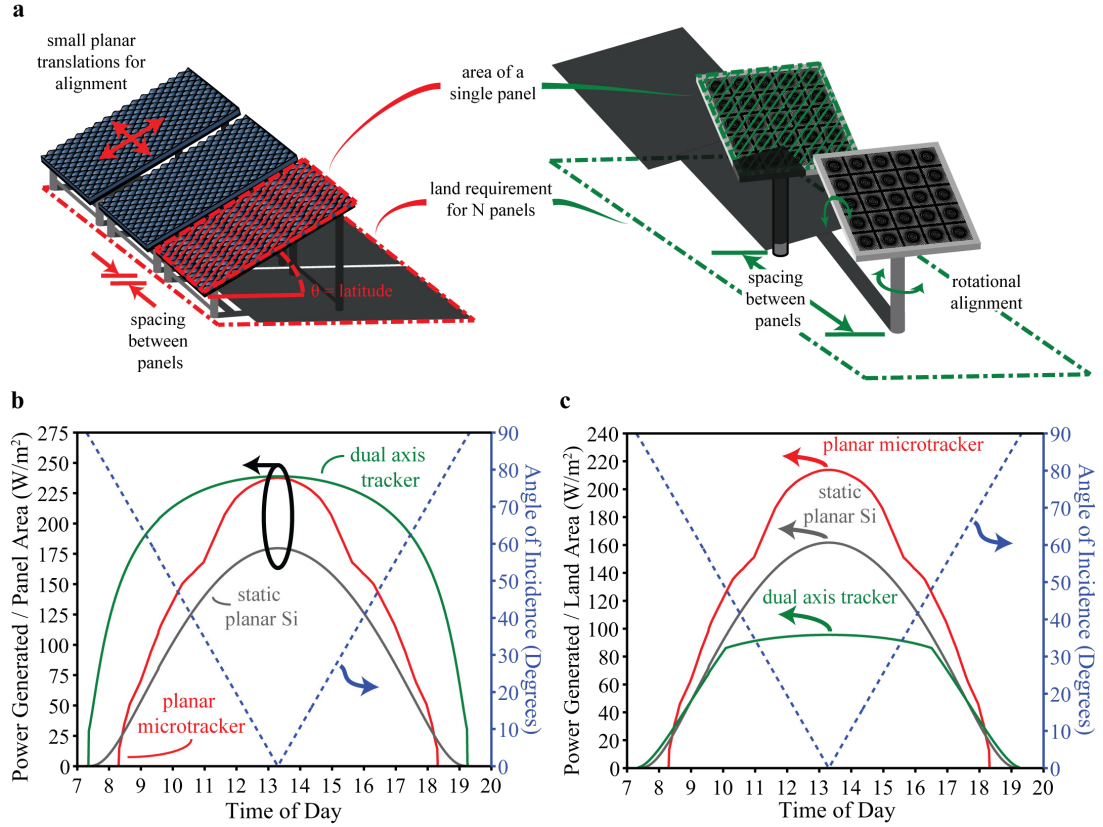 a
small planar
translations for
alignment
area of a
single panel
land requirement
for N panels
θ = latitude
spacing
between
panels
spacing
between
panels
rotational
alignment
b
Power Generated / Panel Area (W/m²)
275
250
225
200
175
150
125
100
75
50
25
0
7 8 9 10 11 12 13 14 15 16 17 18 19 20
Time of Day
90
80
70
60
50
40
30
20
10
0
Angle of Incidence (Degrees)
dual axis
tracker
static
planar Si
planar
microtracker
c
Power Generated / Land Area (W/m²)
240
220
200
180
160
140
120
100
80
60
40
20
0
7 8 9 10 11 12 13 14 15 16 17 18 19 20
Time of Day
90
80
70
60
50
40
30
20
10
0
Angle of Incidence (Degrees)
planar microtracker
static
planar Si
dual axis tracker